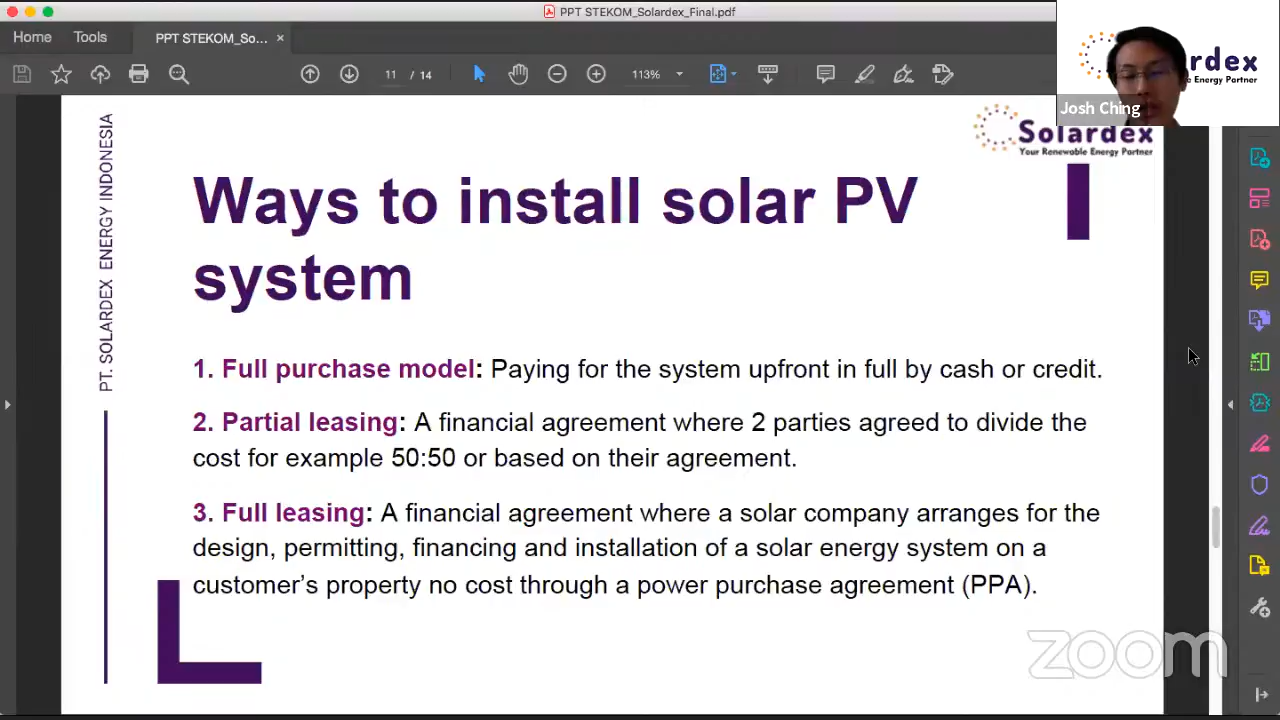 PPT STEKOM_Solardex_Final.pdf
Home
Tools
PPT STEKOM_So...
×
11 / 14
113%
rdex
le Energy Partner
Josh Ching
Solardex
Your Renewable Energy Partner
PT. SOLARDEX ENERGY INDONESIA
Ways to install solar PV
system
1. Full purchase model: Paying for the system upfront in full by cash or credit.
2. Partial leasing: A financial agreement where 2 parties agreed to divide the
cost for example 50:50 or based on their agreement.
3. Full leasing: A financial agreement where a solar company arranges for the
design, permitting, financing and installation of a solar energy system on a
customer’s property no cost through a power purchase agreement (PPA).
zoom